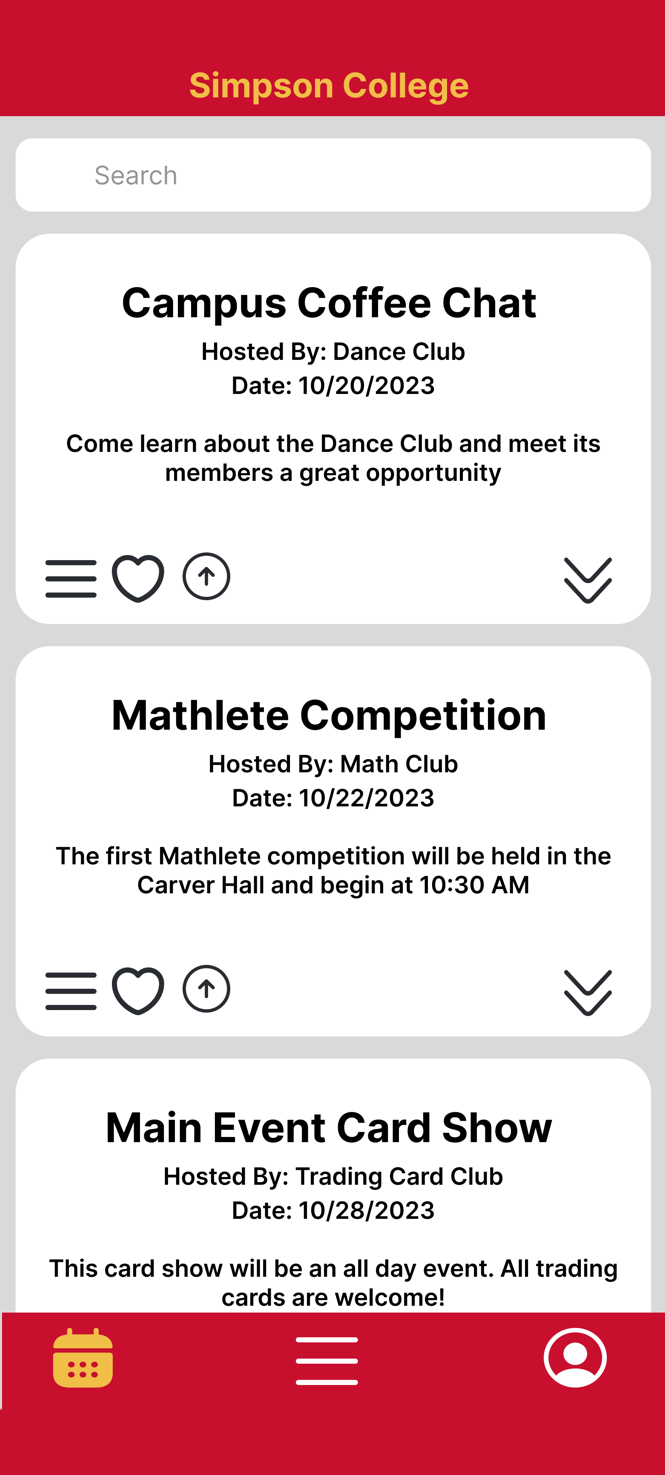 Simpson College
Search
Campus Coffee Chat
Hosted By: Dance Club
Date: 10/20/2023
Come learn about the Dance Club and meet its
members a great opportunity
Mathlete Competition
Hosted By: Math Club
Date: 10/22/2023
The first Mathlete competition will be held in the
Carver Hall and begin at 10:30 AM
Main Event Card Show
Hosted By: Trading Card Club
Date: 10/28/2023
This card show will be an all day event. All trading
cards are welcome!